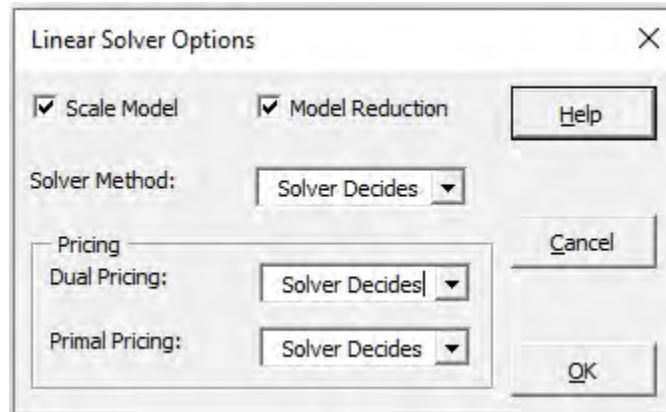 Linear Solver Options
Scale Model
Model Reduction
Help
Solver Method:
Solver Decides
Cancel
Pricing
Dual Pricing:
Solver Decides
Primal Pricing:
Solver Decides
OK